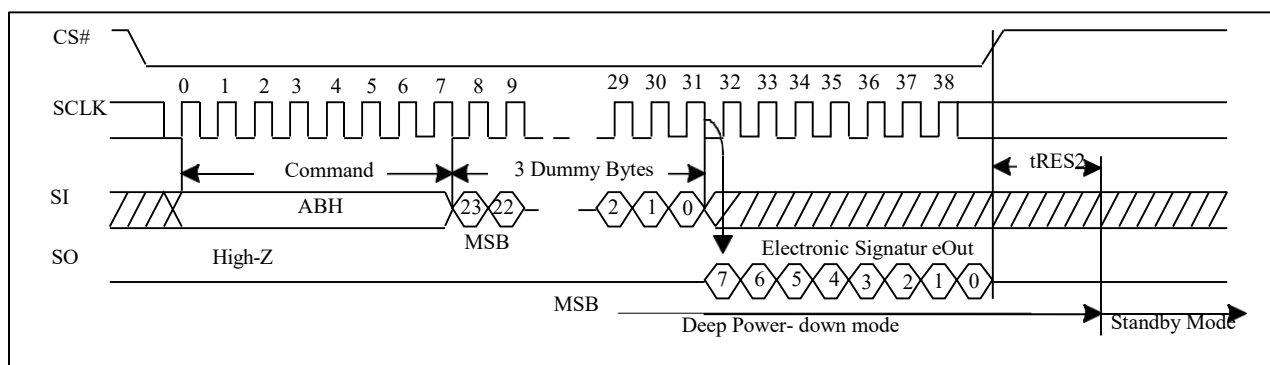 CS#
0 1 2 3 4 5 6 7 8 9 29 30 31 32 33 34 35 36 37 38
SCLK
Command 3 Dummy Bytes tRES2
SI
ABH 23 22 2 1 0
MSB
SO High-Z Electronic Signatur eOut
7 6 5 4 3 2 1 0
MSB
Deep Power- down mode Standby Mode